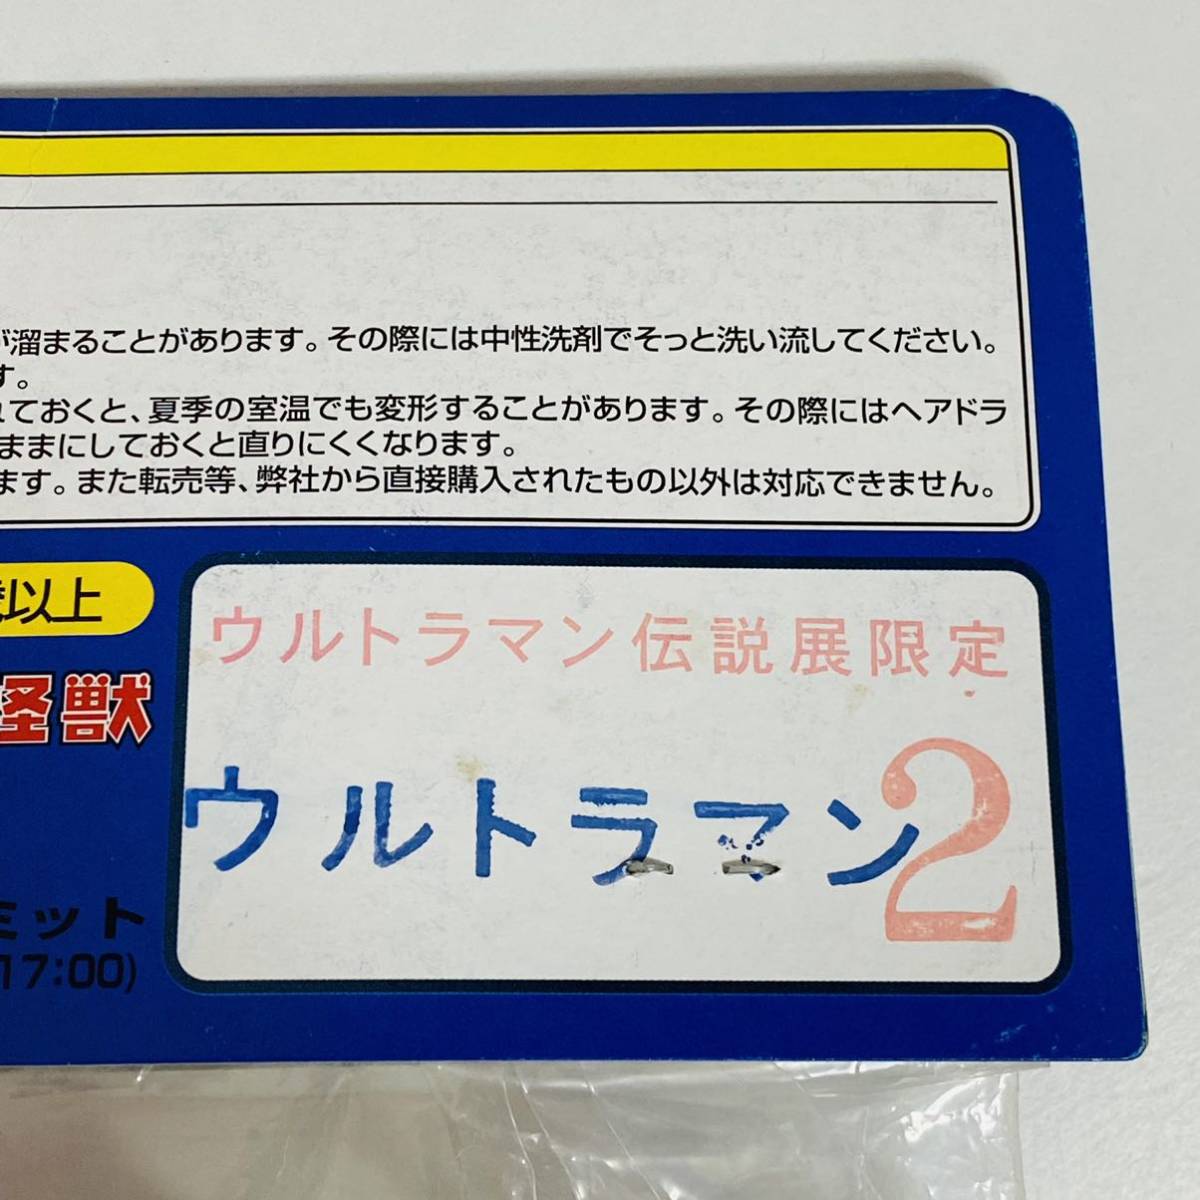 が溜まることがあります。その際には中性洗剤でそっと洗い流してください。
す。
れておくと、夏季の室温でも変形することがあります。その際にはヘアドラ
ままにしておくと直りにくくなります。
ます。また転売等、弊社から直接購入されたもの以外は対応できません。
歳以上
怪獣
ミット
17:00)
ウルトラマン伝説展限定
ウルトラマン2